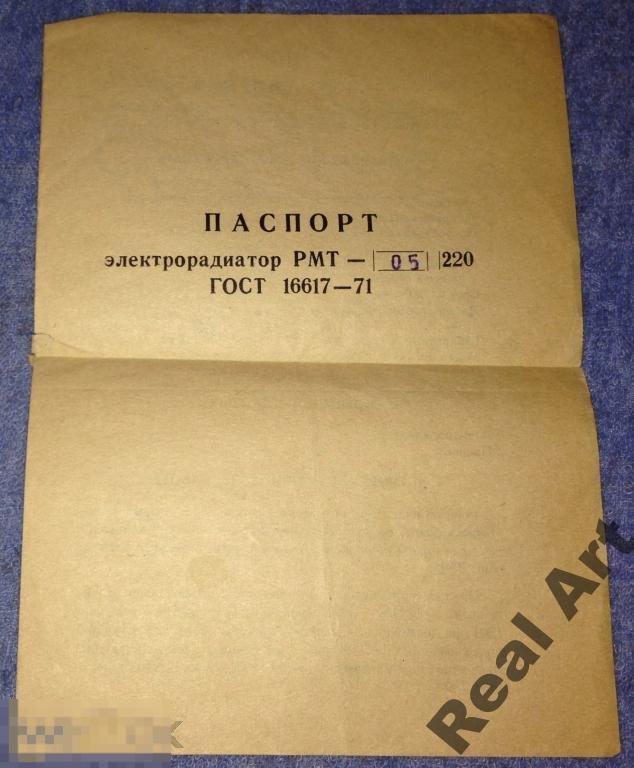 ПАСПОРТ
электрорадиатор РМТ — | 05 | |220
ГОСТ 16617—71
Real Art